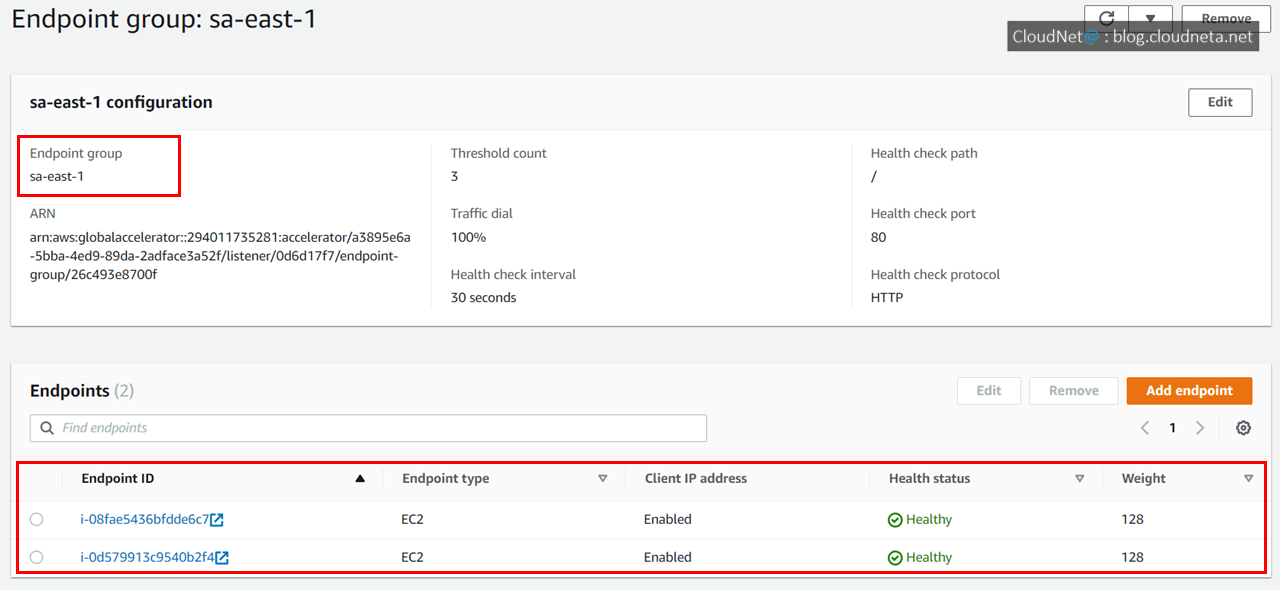 Endpoint group: sa-east-1
Remove
CloudNet@ : blog.cloudneta.net
sa-east-1 configuration
Edit
Endpoint group
sa-east-1
ARN
arn:aws:globalaccelerator::294011735281:accelerator/a3895e6a
-5bba-4ed9-89da-2adface3a52f/listener/0d6d17f7/endpoint-
group/26c493e8700f
Threshold count
3
Traffic dial
100%
Health check interval
30 seconds
Health check path
/
Health check port
80
Health check protocol
HTTP
Endpoints (2)
Edit
Remove
Add endpoint
Find endpoints
1
Endpoint ID Endpoint type Client IP address Health status Weight
i-08fae5436bfdde6c7 EC2 Enabled Healthy 128
i-0d579913c9540b2f4 EC2 Enabled Healthy 128